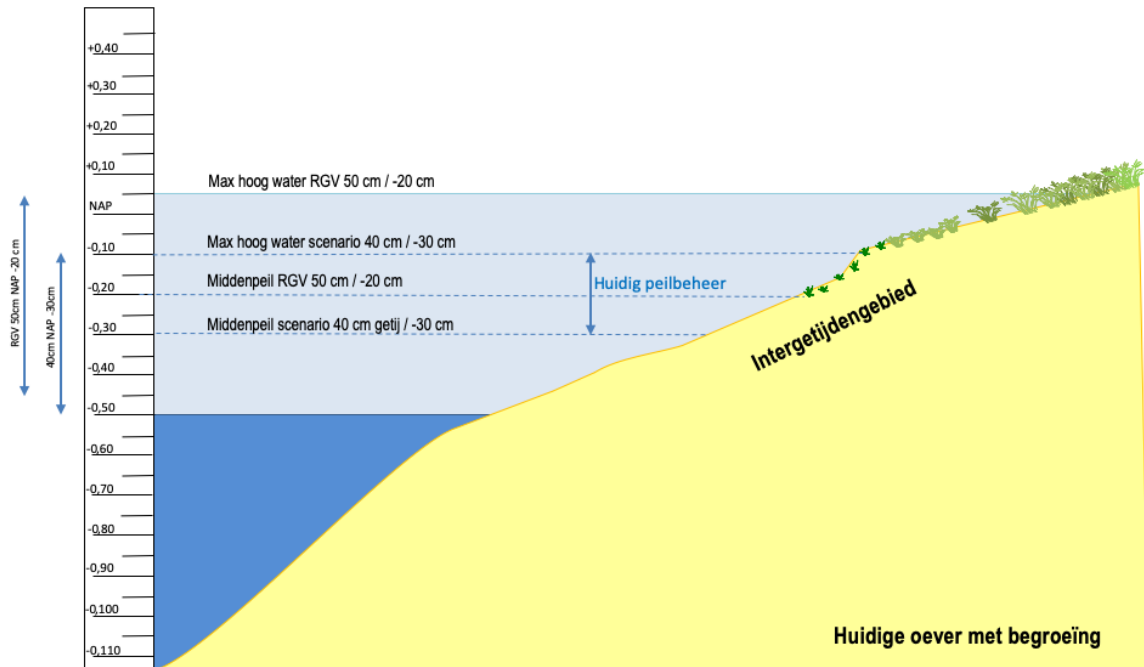 +0,40
+0,30
+0,20
+0,10
NAP
-0,10
-0,20
-0,30
-0,40
-0,50
-0,60
-0,70
-0,80
-0,90
-0,100
-0,110
RGV 50cm NAP -20 cm
40cm NAP -30cm
Max hoog water RGV 50 cm / -20 cm
Max hoog water scenario 40 cm / -30 cm
Middenpeil RGV 50 cm / -20 cm
Middenpeil scenario 40 cm getij / -30 cm
Huidig peilbeheer
Intergetijdengebied
Huidige oever met begroeïng